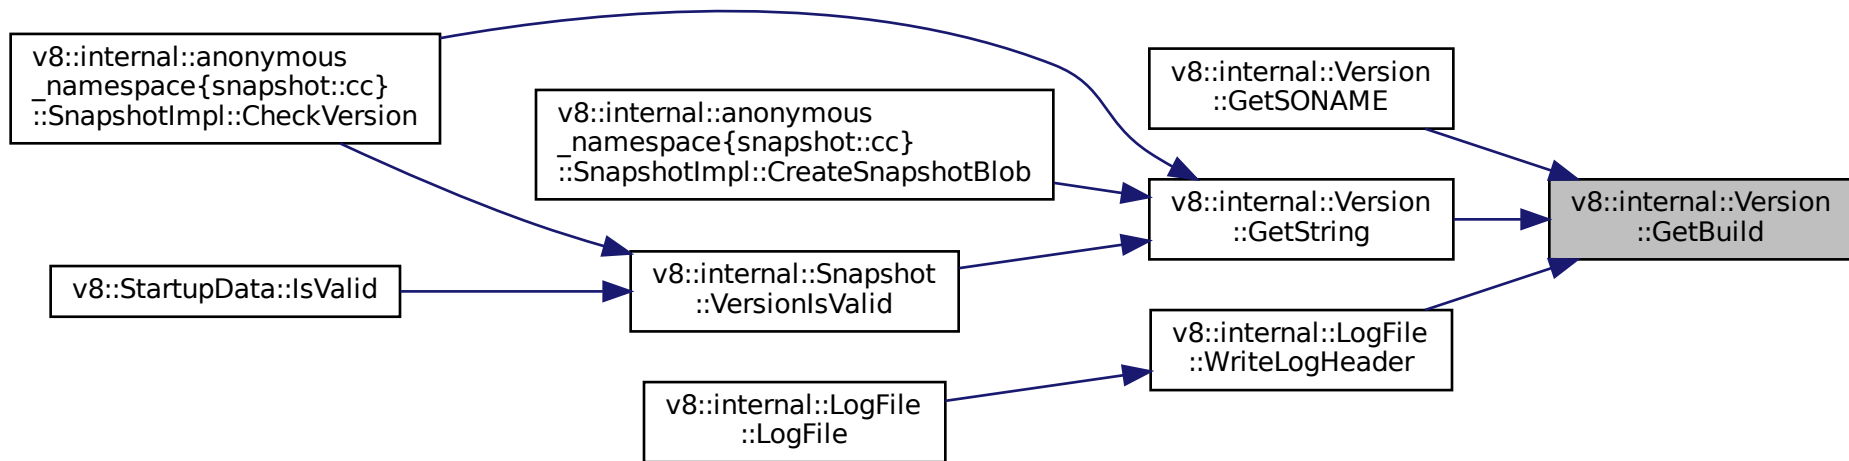 v8::internal::anonymous
_namespace{snapshot::cc}
::SnapshotImpl::CheckVersion
v8::internal::anonymous
_namespace{snapshot::cc}
::SnapshotImpl::CreateSnapshotBlob
v8::internal::Version
::GetSONAME
v8::internal::Version
::GetString
v8::internal::Version
::GetBuild
v8::StartupData::IsValid
v8::internal::Snapshot
::VersionIsValid
v8::internal::LogFile
::WriteLogHeader
v8::internal::LogFile
::LogFile